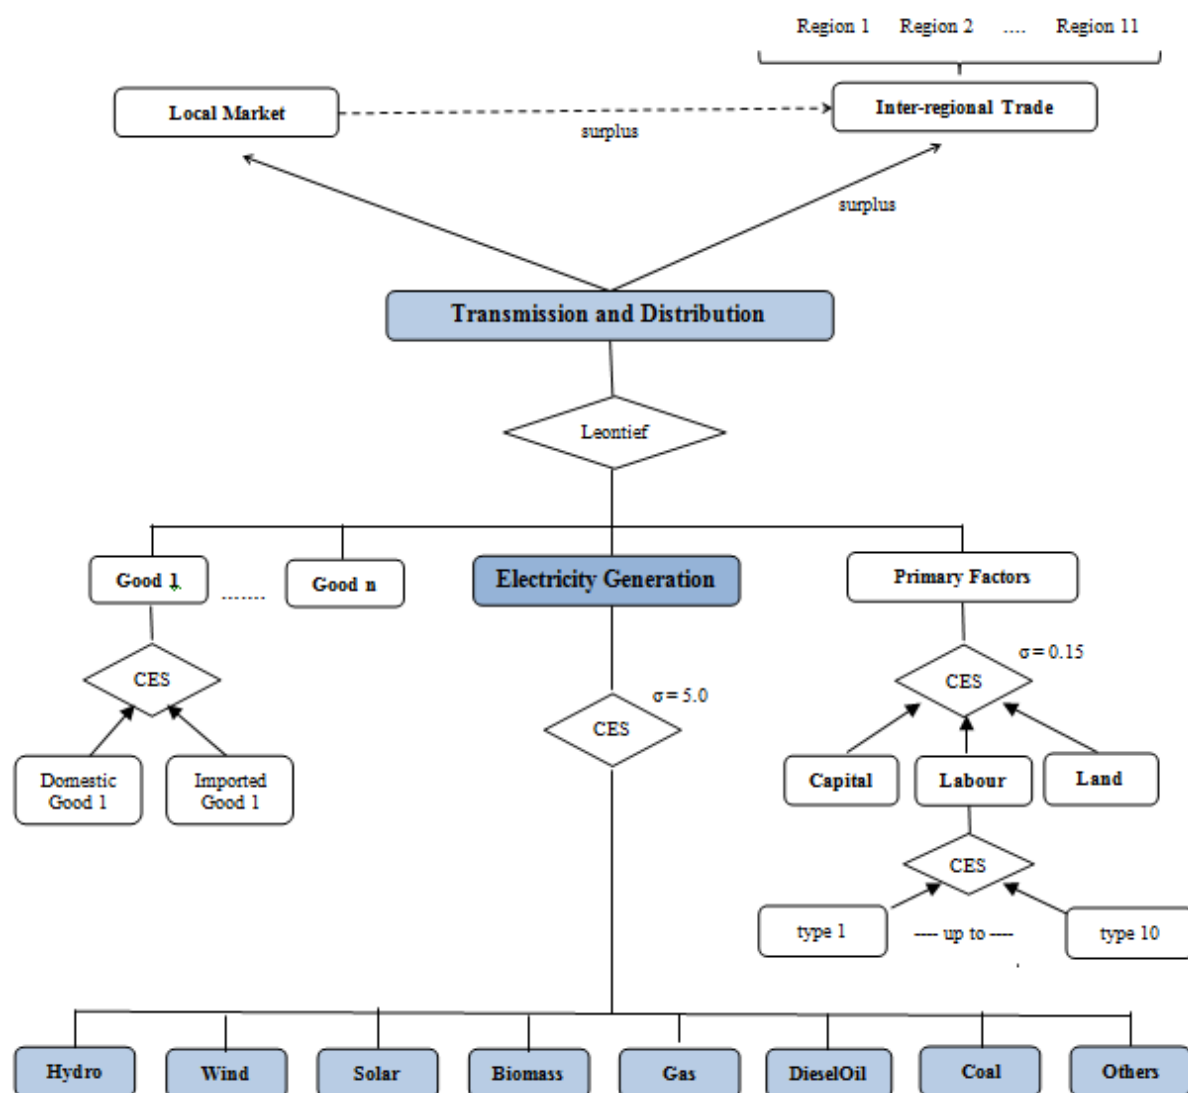 Region 1 Region 2 .... Region 11
Local Market
Inter-regional Trade
surplus
surplus
Transmission and Distribution
Leontief
Good 1.
.......
Good n
Electricity Generation
Primary Factors
CES
σ = 5.0
CES
σ = 0.15
CES
Domestic
Good 1
Imported
Good 1
Capital
Labour
Land
CES
type 1
---- up to ----
type 10
Hydro
Wind
Solar
Biomass
Gas
DieselOil
Coal
Others